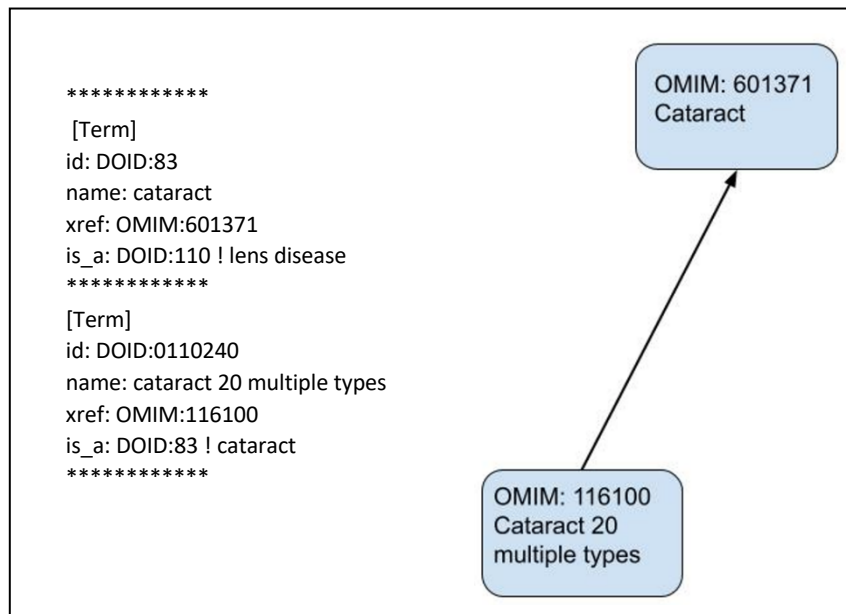 ************
[Term]
id: DOID:83
name: cataract
xref: OMIM:601371
is_a: DOID:110 ! lens disease
************
[Term]
id: DOID:0110240
name: cataract 20 multiple types
xref: OMIM:116100
is_a: DOID:83 ! cataract
************
OMIM: 601371
Cataract
OMIM: 116100
Cataract 20
multiple types